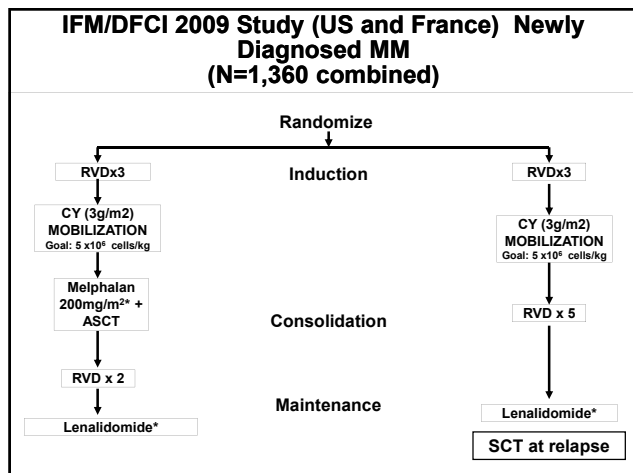 IFM/DFCI 2009 Study (US and France) Newly
Diagnosed MM
(N=1,360 combined)
Randomize
RVDx3
Induction
RVDx3
CY (3g/m2)
MOBILIZATION
Goal: 5 x10⁶ cells/kg
CY (3g/m2)
MOBILIZATION
Goal: 5 x10⁶ cells/kg
Melphalan
200mg/m²* +
ASCT
Consolidation
RVD x 5
RVD x 2
Maintenance
Lenalidomide*
Lenalidomide*
SCT at relapse